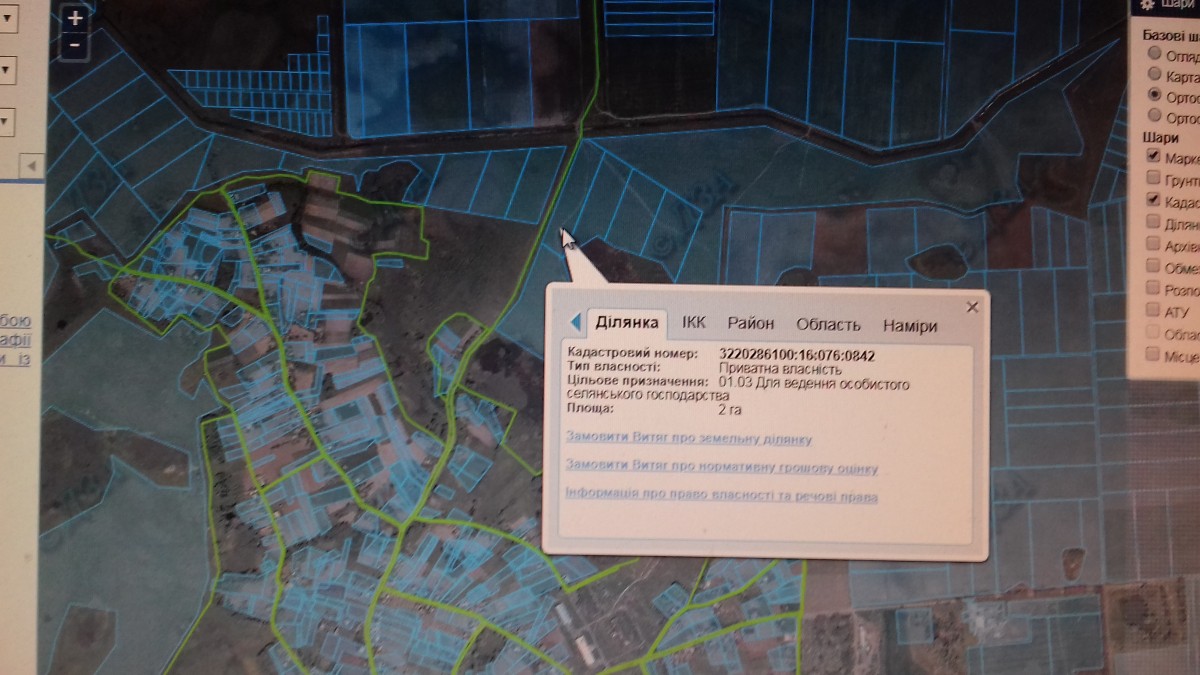 +
-
Ділянка ІКК Район Область Наміри
Кадастровий номер: 3220286100:16:076:0842
Тип власності: Приватна власність
Цільове призначення: 01.03 Для ведення особистого
селянського господарства
Площа: 2 га
Замовити Витяг про земельну ділянку
Замовити Витяг про нормативну грошову оцінку
Інформація про право власності та речові права
Шари
Базові
Карта
Шари
АТУ
із